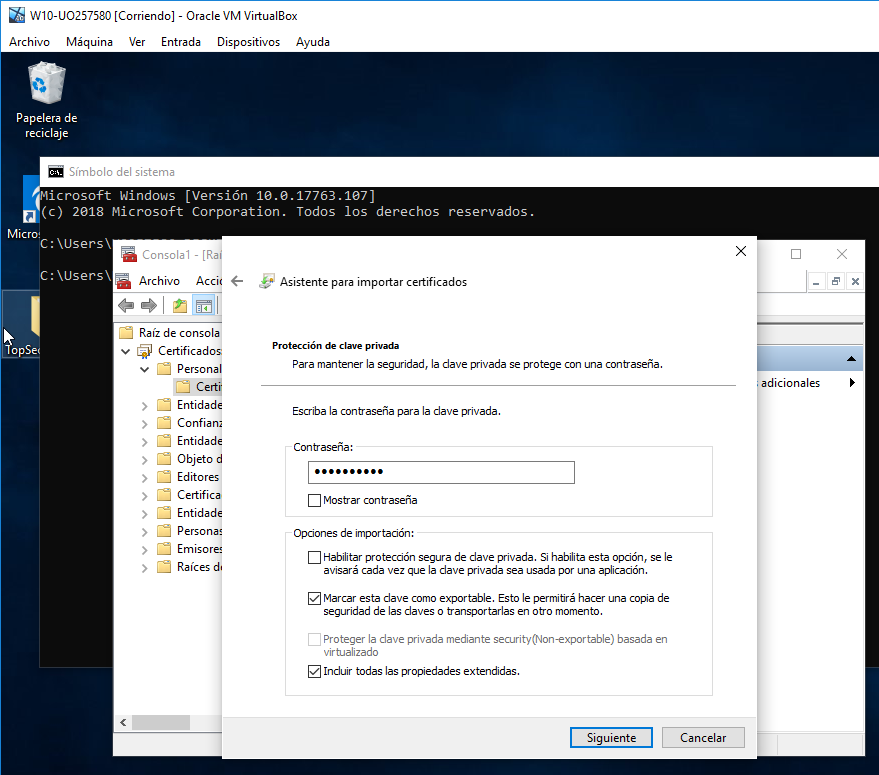 W10-UO257580 [Corriendo] - Oracle VM VirtualBox
Archivo Máquina Ver Entrada Dispositivos Ayuda
Papelera de
reciclaje
Símbolo del sistema
Microsoft Windows [Versión 10.0.17763.107]
(c) 2018 Microsoft Corporation. Todos los derechos reservados.
Micros
C:\Users\
C:\Users\
TopSec
Consola1 - [Raíz
Archivo Acció
Raíz de consola
Certificados
Personal
Certi
Entidade
Confianz
Entidade
Objeto d
Editores
Certifica
Entidade
Personas
Emisores
Raíces de
adicionales
Asistente para importar certificados
Protección de clave privada
Para mantener la seguridad, la clave privada se protege con una contraseña.
Escriba la contraseña para la clave privada.
Contraseña:
●●●●●●●●●●
Mostrar contraseña
Opciones de importación:
Habilitar protección segura de clave privada. Si habilita esta opción, se le
avisará cada vez que la clave privada sea usada por una aplicación.
Marcar esta clave como exportable. Esto le permitirá hacer una copia de
seguridad de las claves o transportarlas en otro momento.
Proteger la clave privada mediante security(Non-exportable) basada en
virtualizado
Incluir todas las propiedades extendidas.
Siguiente Cancelar